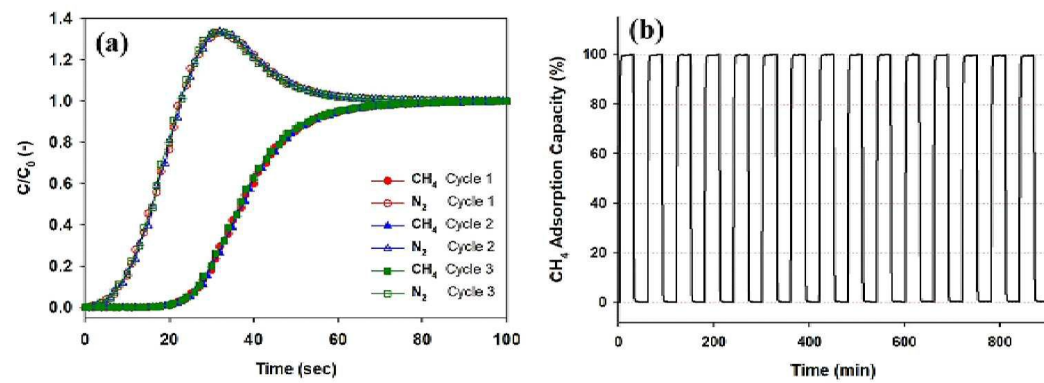 (a)
1.4
1.2
1.0
0.8
0.6
0.4
0.2
0.0
C/C0 (-)
CH4 Cycle 1
N2 Cycle 1
CH4 Cycle 2
N2 Cycle 2
CH4 Cycle 3
N2 Cycle 3
0 20 40 60 80 100
Time (sec)
(b)
CH4 Adsorption Capacity (%)
100
80
60
40
20
0
0 200 400 600 800
Time (min)